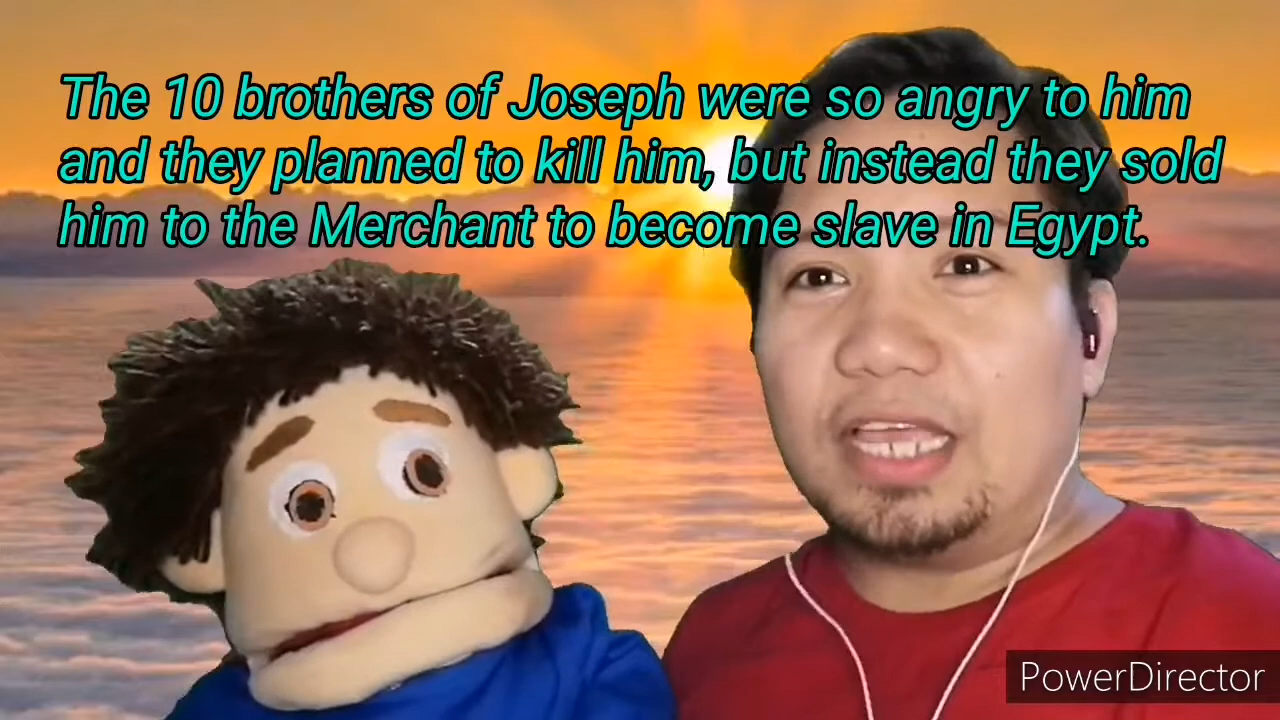 The 10 brothers of Joseph were so angry to him
and they planned to kill him, but instead they sold
him to the Merchant to become slave in Egypt.
PowerDirector